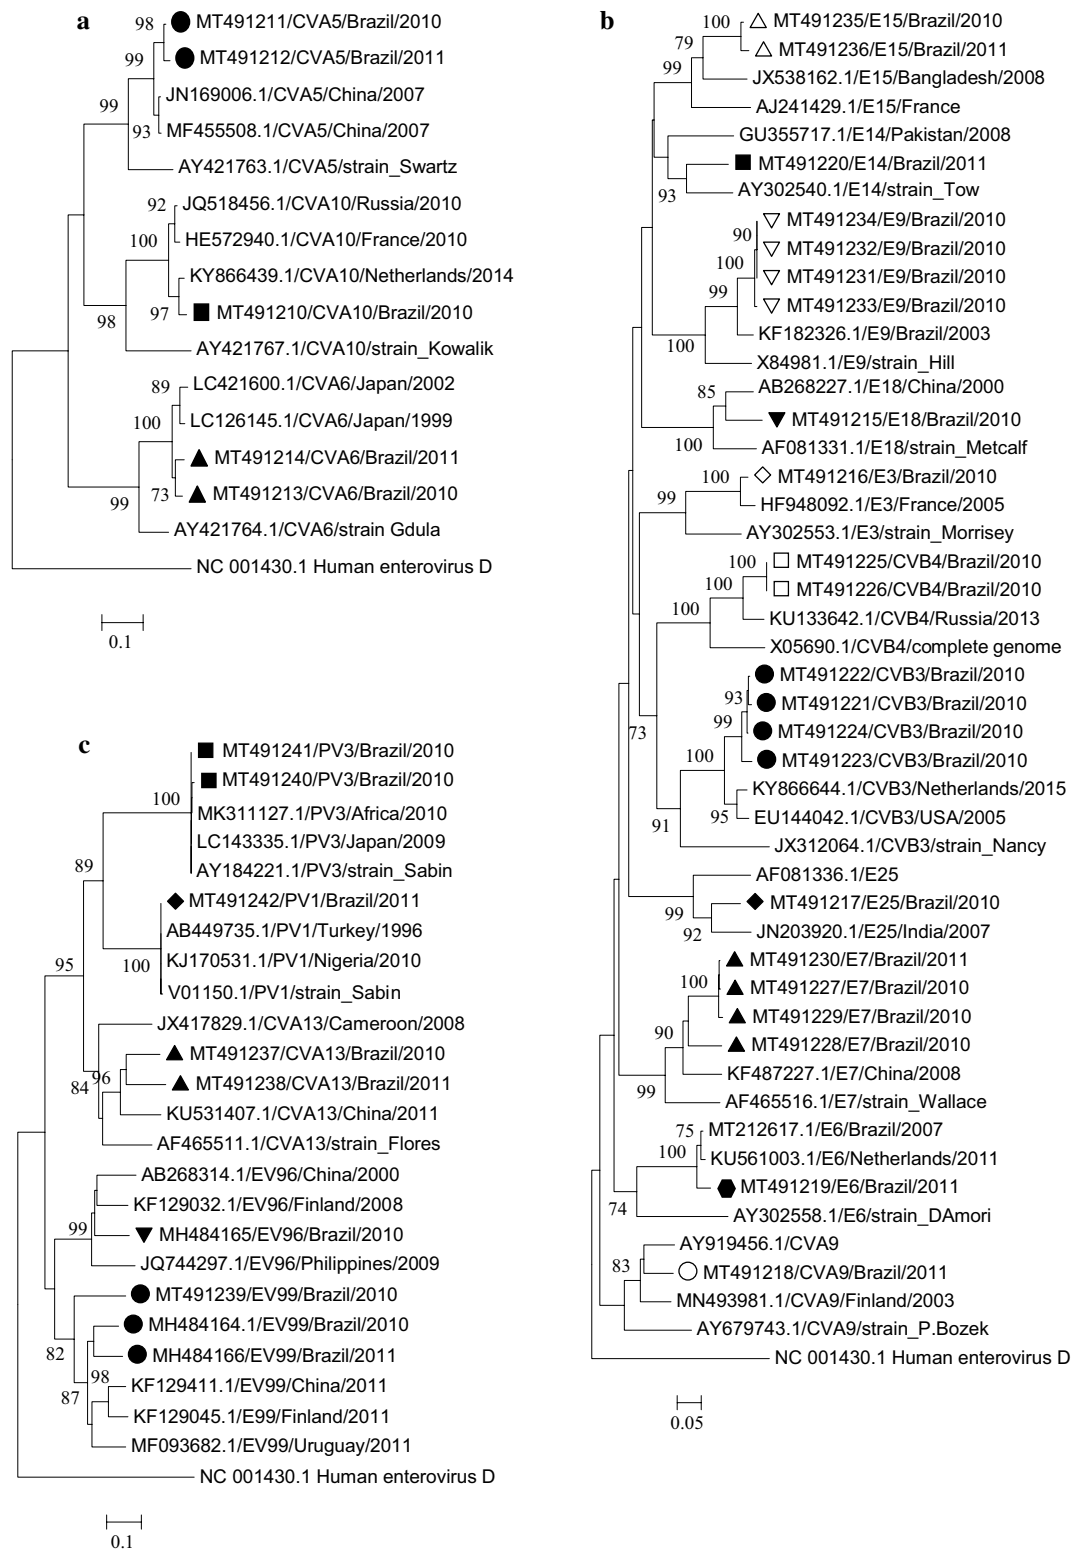 a
98 MT491211/CVA5/Brazil/2010
MT491212/CVA5/Brazil/2011
99
JN169006.1/CVA5/China/2007
99
93 MF455508.1/CVA5/China/2007
AY421763.1/CVA5/strain_Swartz
92 JQ518456.1/CVA10/Russia/2010
100 HE572940.1/CVA10/France/2010
KY866439.1/CVA10/Netherlands/2014
97 MT491210/CVA10/Brazil/2010
98
AY421767.1/CVA10/strain_Kowalik
89 LC421600.1/CVA6/Japan/2002
100 LC126145.1/CVA6/Japan/1999
MT491214/CVA6/Brazil/2011
73 MT491213/CVA6/Brazil/2010
99
AY421764.1/CVA6/strain Gdula
NC 001430.1 Human enterovirus D
0.1
b
100 MT491235/E15/Brazil/2010
79 MT491236/E15/Brazil/2011
99 JX538162.1/E15/Bangladesh/2008
AJ241429.1/E15/France
GU355717.1/E14/Pakistan/2008
MT491220/E14/Brazil/2011
93 AY302540.1/E14/strain_Tow
MT491234/E9/Brazil/2010
90 MT491232/E9/Brazil/2010
100 MT491231/E9/Brazil/2010
99 MT491233/E9/Brazil/2010
KF182326.1/E9/Brazil/2003
100
X84981.1/E9/strain_Hill
85 AB268227.1/E18/China/2000
MT491215/E18/Brazil/2010
100 AF081331.1/E18/strain_Metcalf
100 MT491216/E3/Brazil/2010
99 HF948092.1/E3/France/2005
AY302553.1/E3/strain_Morrisey
100 MT491225/CVB4/Brazil/2010
100 MT491226/CVB4/Brazil/2010
100 KU133642.1/CVB4/Russia/2013
X05690.1/CVB4/complete genome
MT491222/CVB3/Brazil/2010
93 MT491221/CVB3/Brazil/2010
99
73 MT491224/CVB3/Brazil/2010
100 MT491223/CVB3/Brazil/2010
KY866644.1/CVB3/Netherlands/2015
95 EU144042.1/CVB3/USA/2005
91
JX312064.1/CVB3/strain_Nancy
AF081336.1/E25
99 MT491217/E25/Brazil/2010
92 JN203920.1/E25/India/2007
MT491230/E7/Brazil/2011
100 MT491227/E7/Brazil/2010
MT491229/E7/Brazil/2010
90 MT491228/E7/Brazil/2010
KF487227.1/E7/China/2008
99
AF465516.1/E7/strain_Wallace
75 MT212617.1/E6/Brazil/2007
100 KU561003.1/E6/Netherlands/2011
MT491219/E6/Brazil/2011
74 AY302558.1/E6/strain_DAmori
AY919456.1/CVA9
83 MT491218/CVA9/Brazil/2011
MN493981.1/CVA9/Finland/2003
AY679743.1/CVA9/strain_P.Bozek
NC 001430.1 Human enterovirus D
0.05
c
MT491241/PV3/Brazil/2010
MT491240/PV3/Brazil/2010
100
MK311127.1/PV3/Africa/2010
LC143335.1/PV3/Japan/2009
89 AY184221.1/PV3/strain_Sabin
MT491242/PV1/Brazil/2011
AB449735.1/PV1/Turkey/1996
95 100 KJ170531.1/PV1/Nigeria/2010
V01150.1/PV1/strain_Sabin
JX417829.1/CVA13/Cameroon/2008
MT491237/CVA13/Brazil/2010
84 96 MT491238/CVA13/Brazil/2011
KU531407.1/CVA13/China/2011
AF465511.1/CVA13/strain_Flores
AB268314.1/EV96/China/2000
KF129032.1/EV96/Finland/2008
99 MH484165/EV96/Brazil/2010
JQ744297.1/EV96/Philippines/2009
MT491239/EV99/Brazil/2010
MH484164.1/EV99/Brazil/2010
82 MH484166/EV99/Brazil/2011
98 KF129411.1/EV99/China/2011
87
KF129045.1/E99/Finland/2011
MF093682.1/EV99/Uruguay/2011
NC 001430.1 Human enterovirus D
0.1